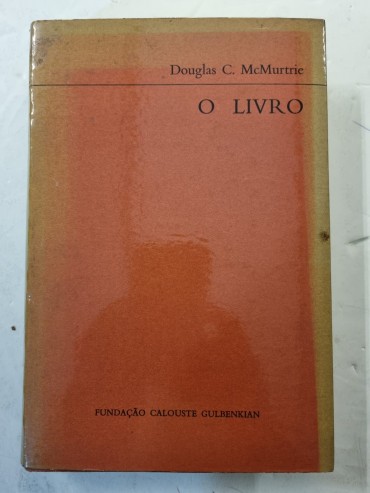 Douglas C. McMurtrie
O LIVRO
FUNDAÇÃO CALOUSTE GULBENKIAN